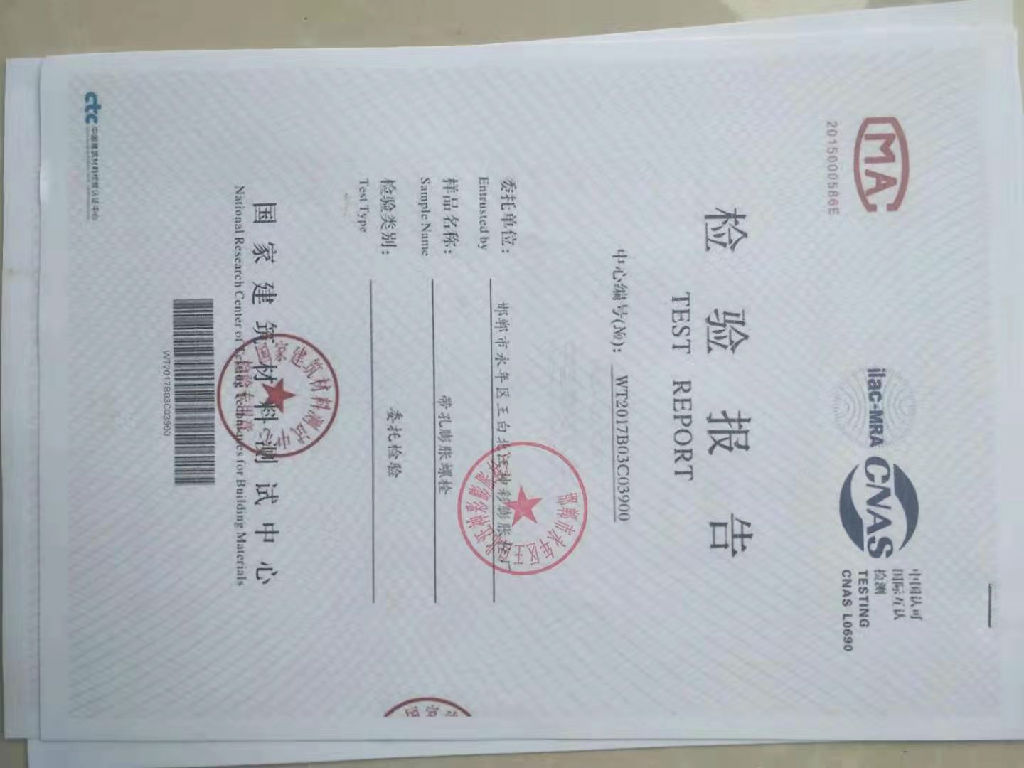 MA
2015000586E
ilac-MRA
CNAS
中国认可
国际互认
检测
TESTING
CNAS L0690
检验报告
TEST REPORT
中心编号(№): WT2017B03C03900
委托单位:
Entrusted by
邯郸市永年区
样品名称: 带孔膨胀螺栓
Sample Name
检验类别: 委托检验
Test Type
国家建筑材料测试中心
National Research Center of Testing Techniques for Building Materials
WT2017B03C03900
ctc